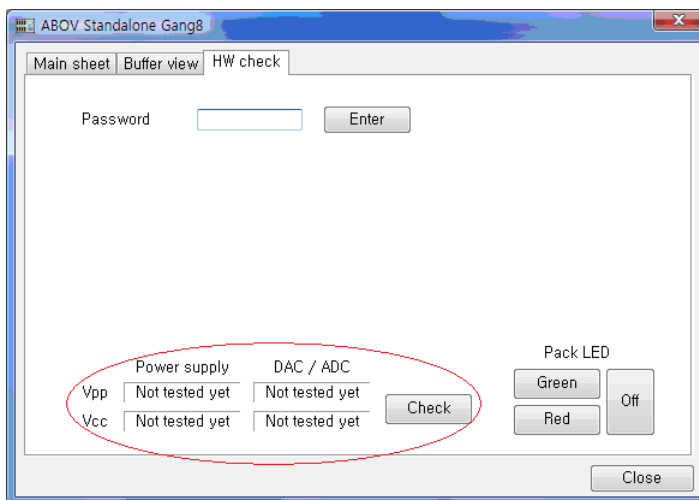 ABOV Standalone Gang8
Main sheet Buffer view HW check
Password Enter
Power supply DAC / ADC
Vpp Not tested yet Not tested yet
Vcc Not tested yet Not tested yet
Check
Pack LED
Green
Red
Off
Close